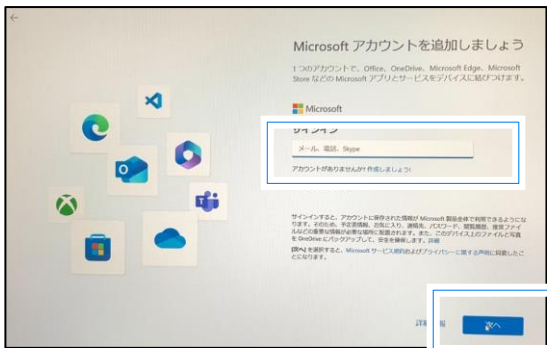 Microsoft アカウントを追加しましょう
1 つのアカウントで、Office、OneDrive、Microsoft Edge、Microsoft
Store などの Microsoft アプリとサービスをデバイスに結びつけます。
Microsoft
サインイン
メール、電話、Skype
アカウントがありませんか? 作成しましょう!
サインインすると、アカウントに保存された情報が Microsoft 製品全体で利用できるようにな
ります。そのため、予定表情報、お気に入り、連絡先、パスワード、閲覧履歴、音楽ファイ
ルなどの重要な情報が必要な場所に配置されます。また、このデバイス上のファイルと写真
を OneDrive にバックアップして、安全を確保します。詳細
[次へ] を選択すると、Microsoft サービス規約およびプライバシーに関する声明に同意したこ
とになります。
次へ